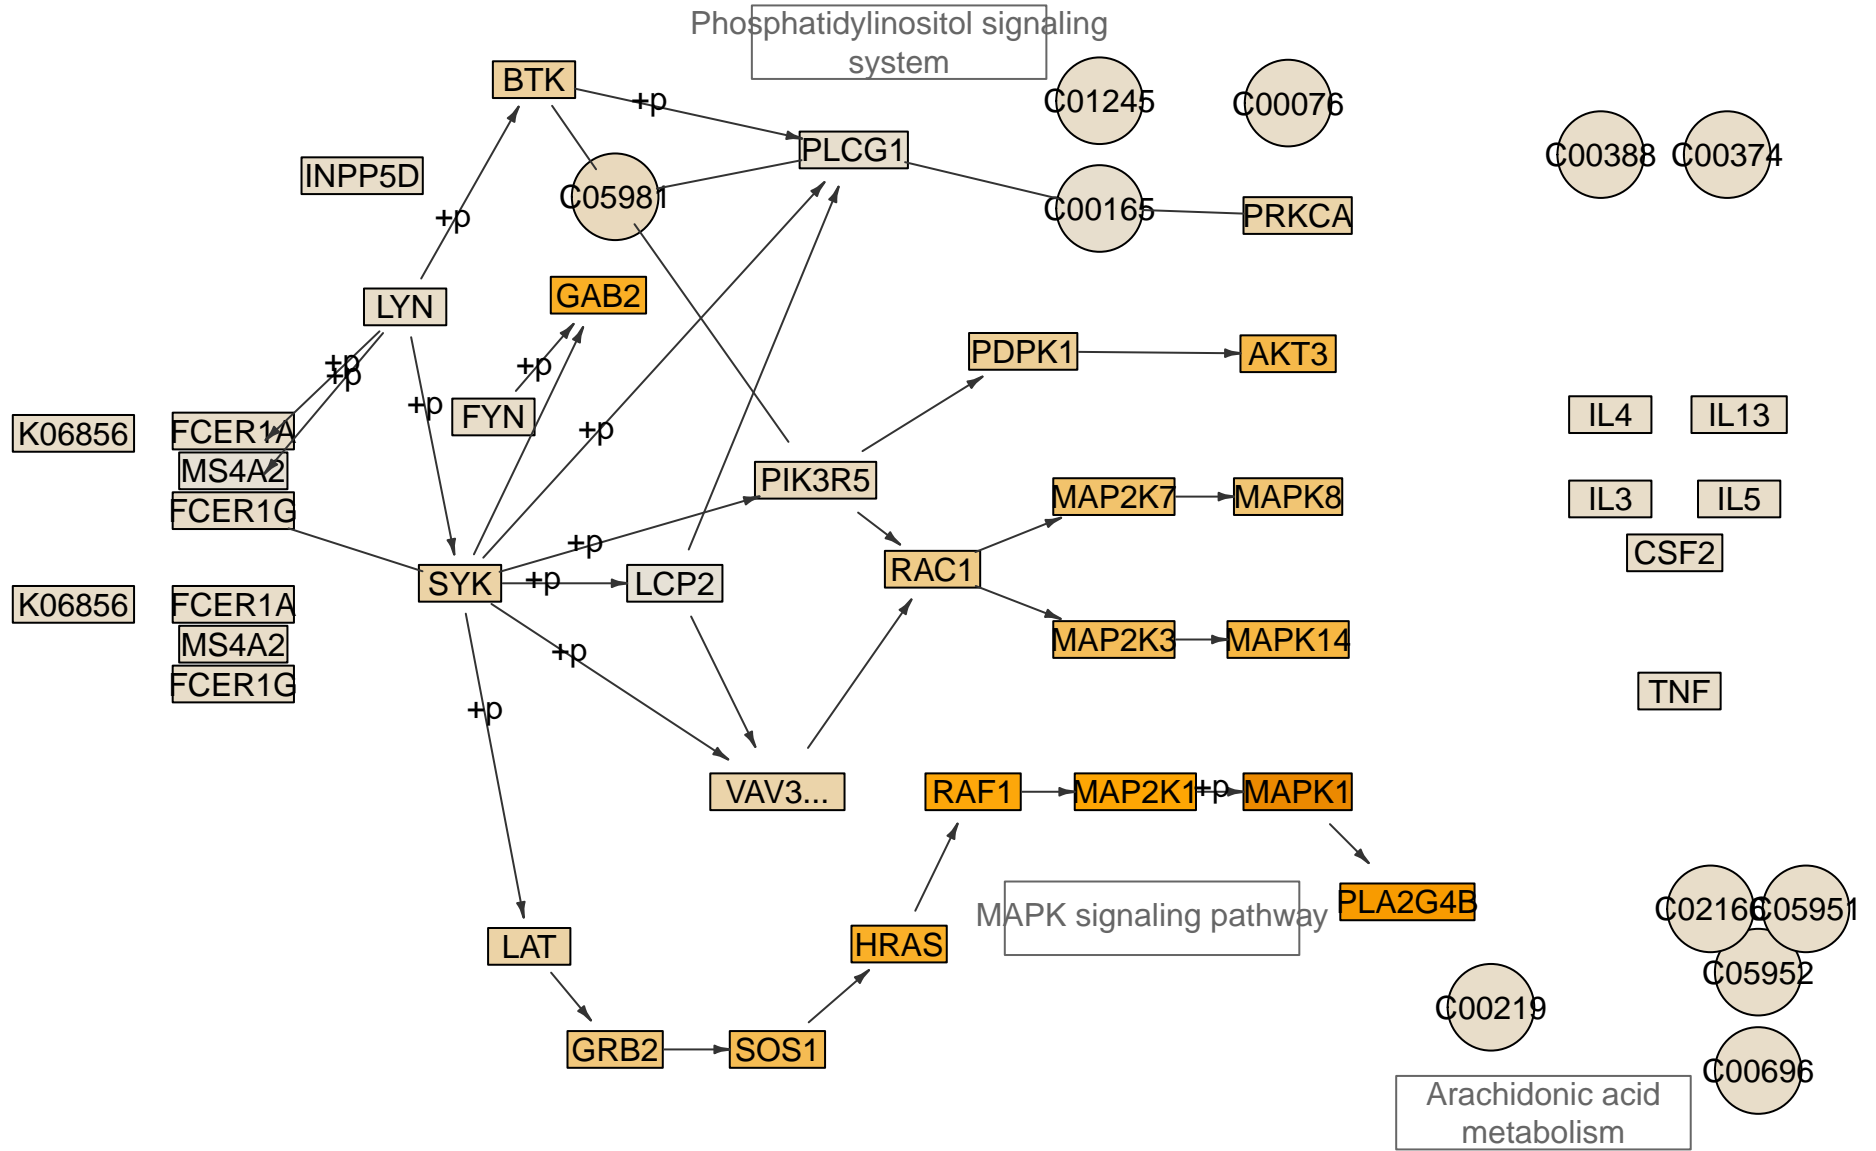 Phosphatidylinositol signaling
system
BTK
+p
C01245
C00076
PLCG1
C00388
C00374
INPP5D
C05981
C00165
PRKCA
+p
LYN
GAB2
PDPK1
AKT3
+p
+p
+p
+p
FYN
+p
IL4
IL13
K06856
FCER1A
MS4A2
FCER1G
PIK3R5
MAP2K7
MAPK8
IL3
IL5
+p
CSF2
SYK
+p
LCP2
RAC1
K06856
FCER1A
MS4A2
FCER1G
+p
MAP2K3
MAPK14
TNF
+p
VAV3...
RAF1
MAP2K1
+p
MAPK1
MAPK signaling pathway
PLA2G4B
C02166
C05951
LAT
HRAS
C05952
C00219
GRB2
SOS1
C00696
Arachidonic acid
metabolism